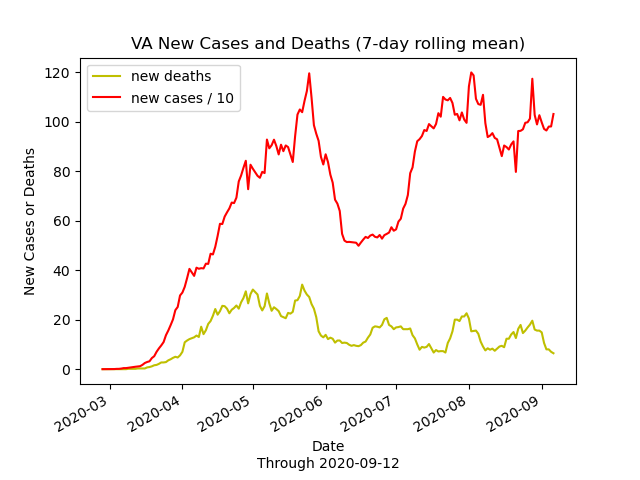 VA New Cases and Deaths (7-day rolling mean)
new deaths
new cases / 10
120
100
80
60
40
20
0
New Cases or Deaths
2020-03
2020-04
2020-05
2020-06
2020-07
2020-08
2020-09
Date
Through 2020-09-12